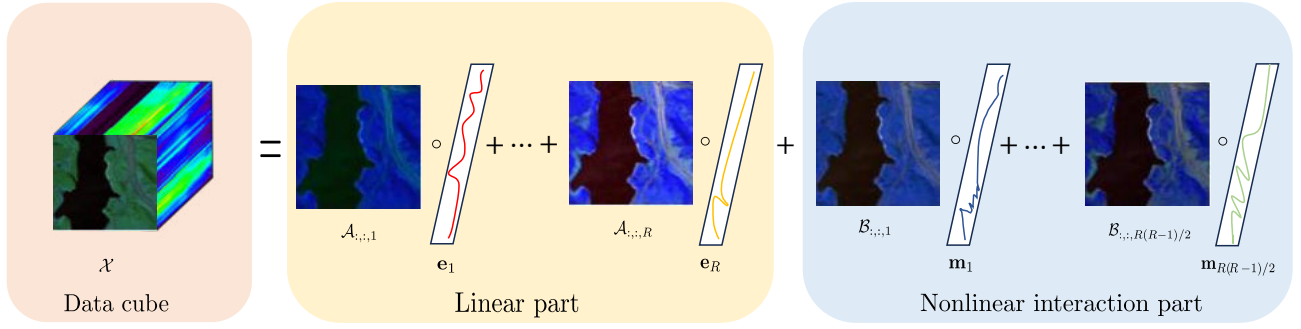 =
∘
+ ··· +
∘
+
∘
+ ··· +
∘
𝒜:,:,1
𝒜:,:,R
ℬ:,:,1
ℬ:,:,R(R−1)/2
𝒳
e1
eR
m1
mR(R−1)/2
Data cube
Linear part
Nonlinear interaction part